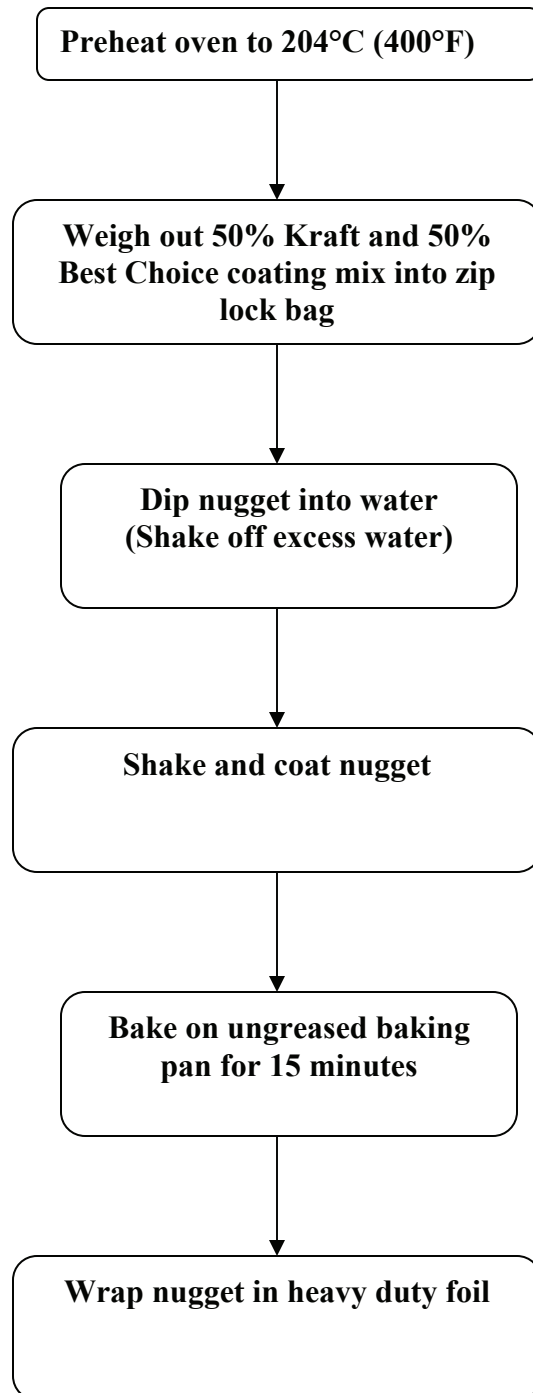 Preheat oven to 204°C (400°F)
Weigh out 50% Kraft and 50%
Best Choice coating mix into zip
lock bag
Dip nugget into water
(Shake off excess water)
Shake and coat nugget
Bake on ungreased baking
pan for 15 minutes
Wrap nugget in heavy duty foil